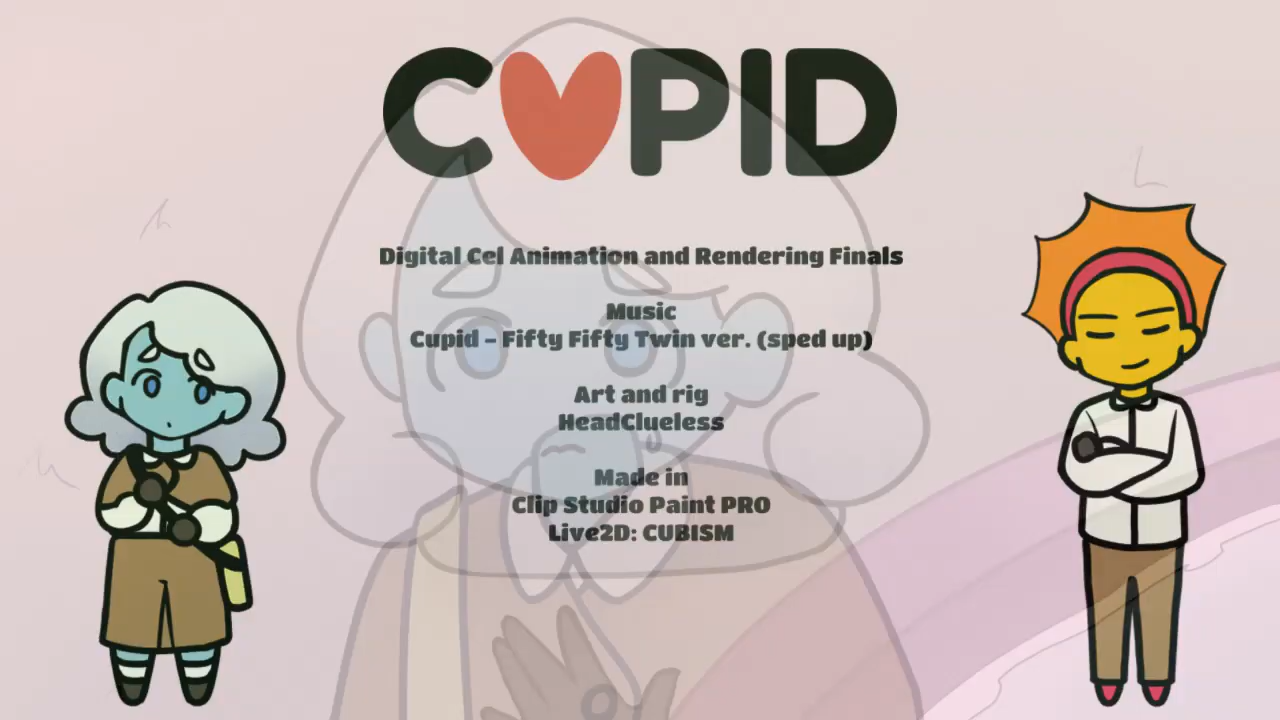 CUPID
Digital Cel Animation and Rendering Finals
Music
Cupid - Fifty Fifty Twin ver. (sped up)
Art and rig
HeadClueless
Made in
Clip Studio Paint PRO
Live2D: CUBISM